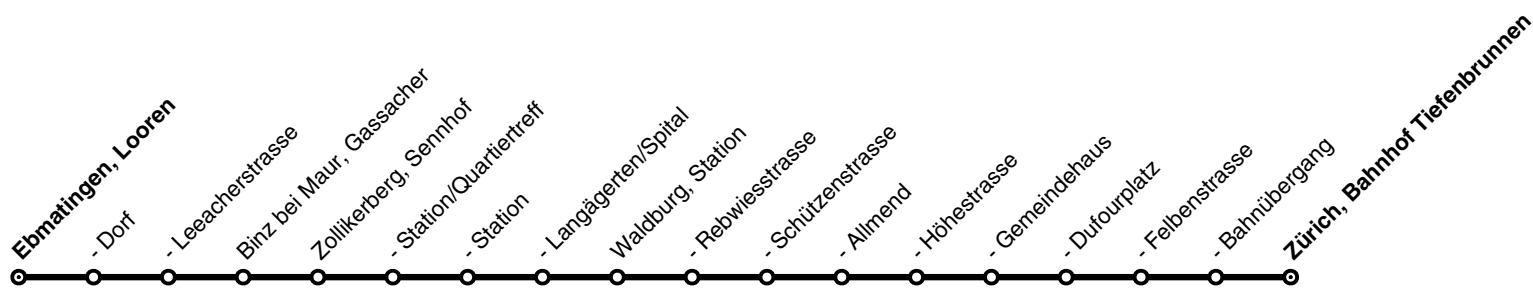 Ebmatingen, Looren
- Dorf
- Leeacherstrasse
Binz bei Maur, Gassacher
Zollikerberg, Sennhof
- Station/Quartiertreff
- Station
- Langägerten/Spital
Waldburg, Station
- Rebwiesstrasse
- Schützenstrasse
- Allmend
- Höhestrasse
- Gemeindehaus
- Dufourplatz
- Felbenstrasse
- Bahnübergang
Zürich, Bahnhof Tiefenbrunnen